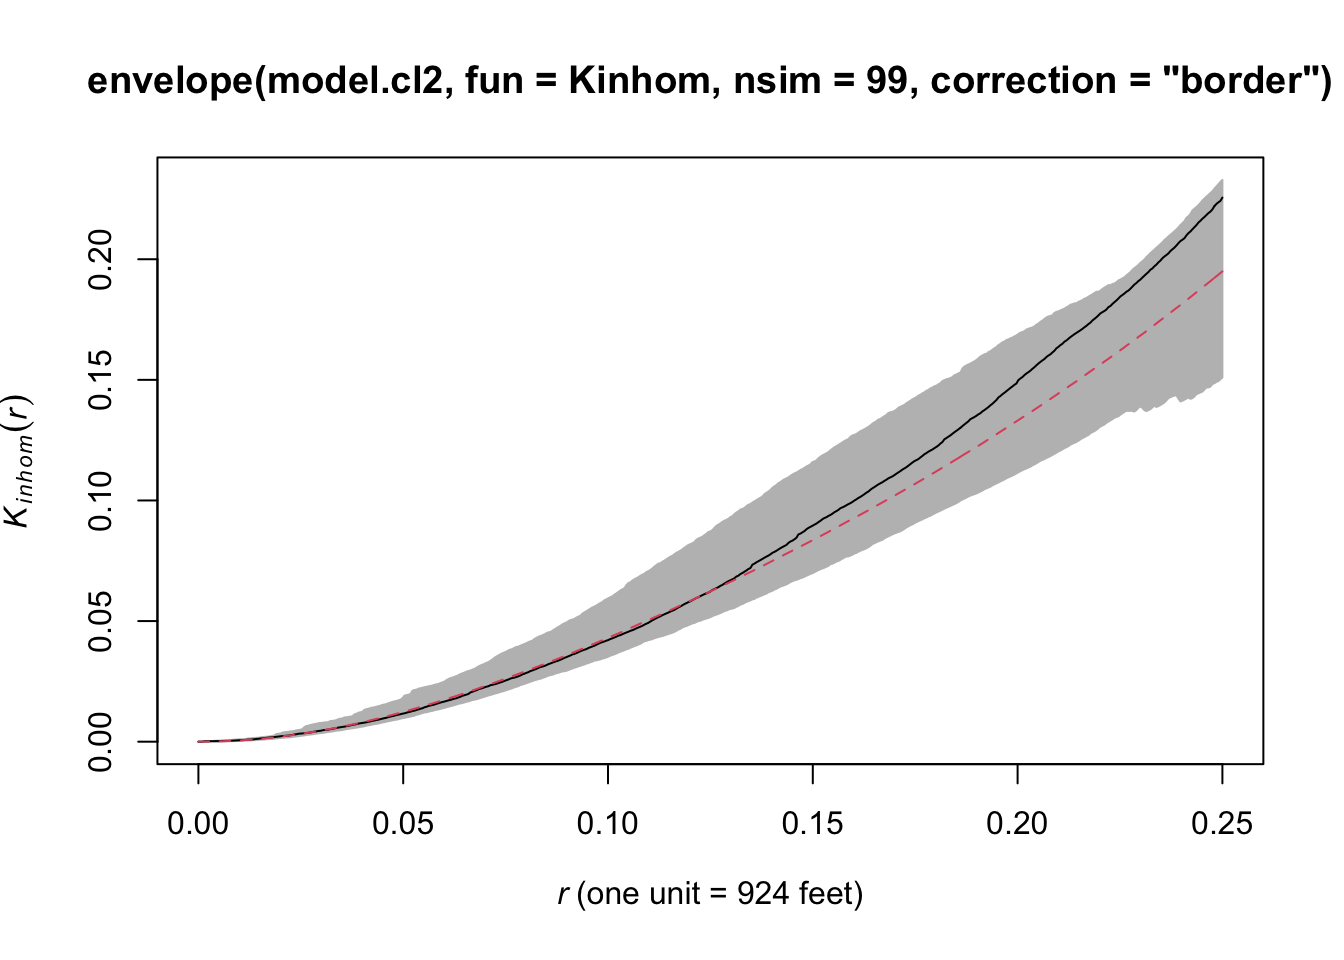 envelope(model.cl2, fun = Kinhom, nsim = 99, correction = "border")
K_inhom(r)
0.20
0.15
0.10
0.05
0.00
0.00 0.05 0.10 0.15 0.20 0.25
r (one unit = 924 feet)